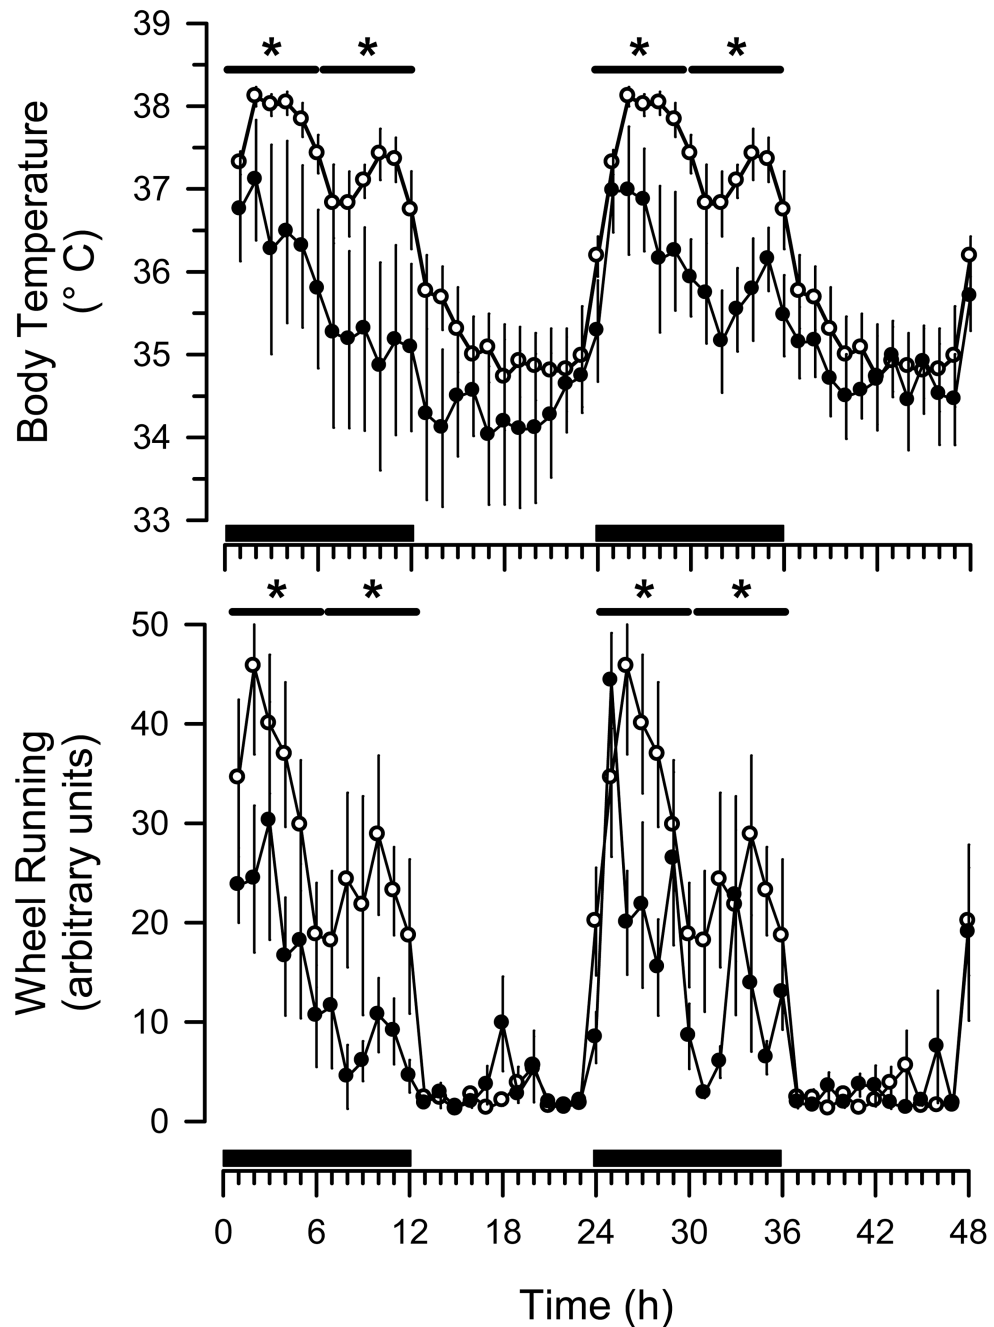 39
38
37
36
35
34
33
Body Temperature
(° C)
* * * *
* * * *
50
40
30
20
10
0
Wheel Running
(arbitrary units)
0 6 12 18 24 30 36 42 48
Time (h)